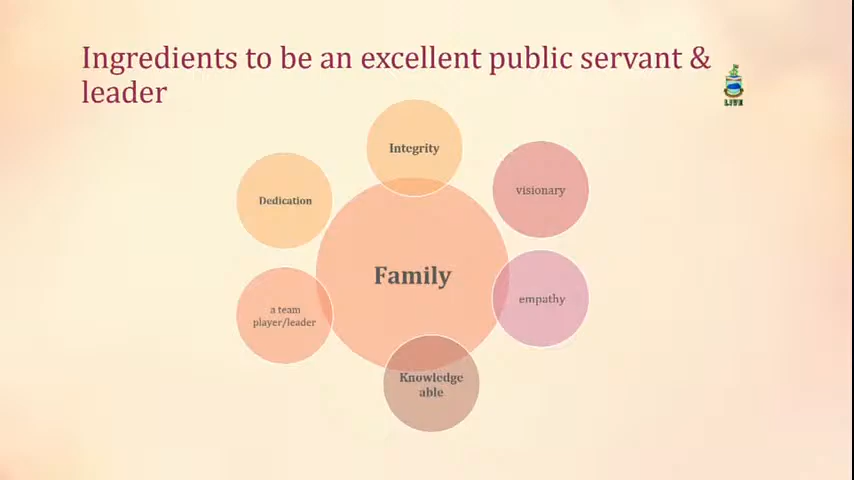 Ingredients to be an excellent public servant &
leader
Integrity
visionary
Dedication
Family
empathy
a team
player/leader
Knowledge
able